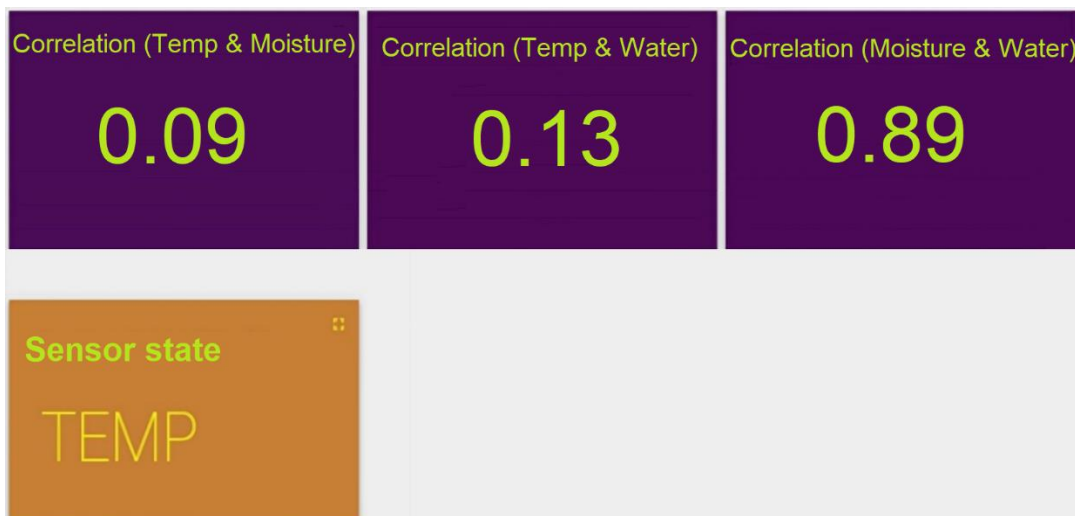 Correlation (Temp & Moisture)
0.09
Correlation (Temp & Water)
0.13
Correlation (Moisture & Water)
0.89
Sensor state
TEMP